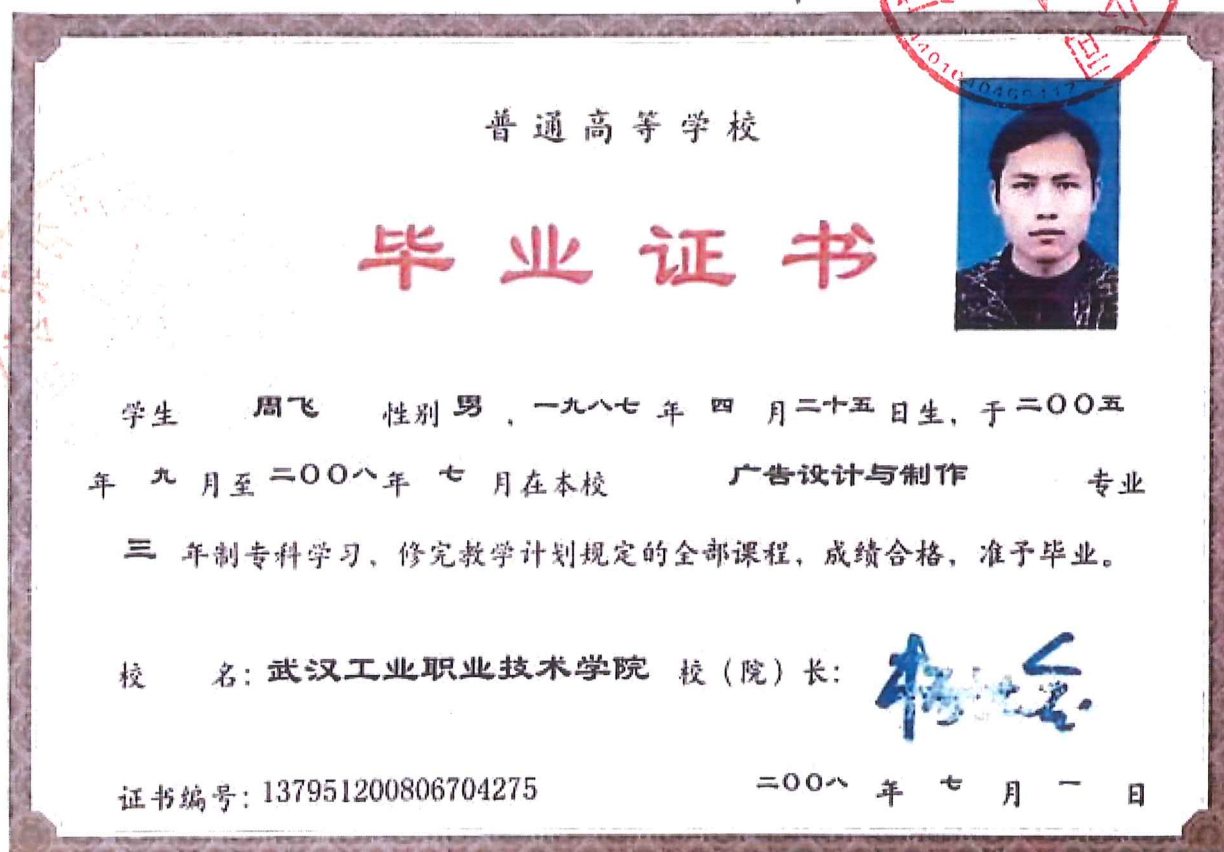 普通高等学校
毕业证书
学生 周飞 性别 男，一九八七 年 四 月 二十五 日生，于 二〇〇五
年 九 月至 二〇〇八 年 七 月在本校 广告设计与制作 专业
三 年制专科学习，修完教学计划规定的全部课程，成绩合格，准予毕业。
校 名：武汉工业职业技术学院 校（院）长：
证书编号：137951200806704275 二〇〇八 年 七 月 一 日